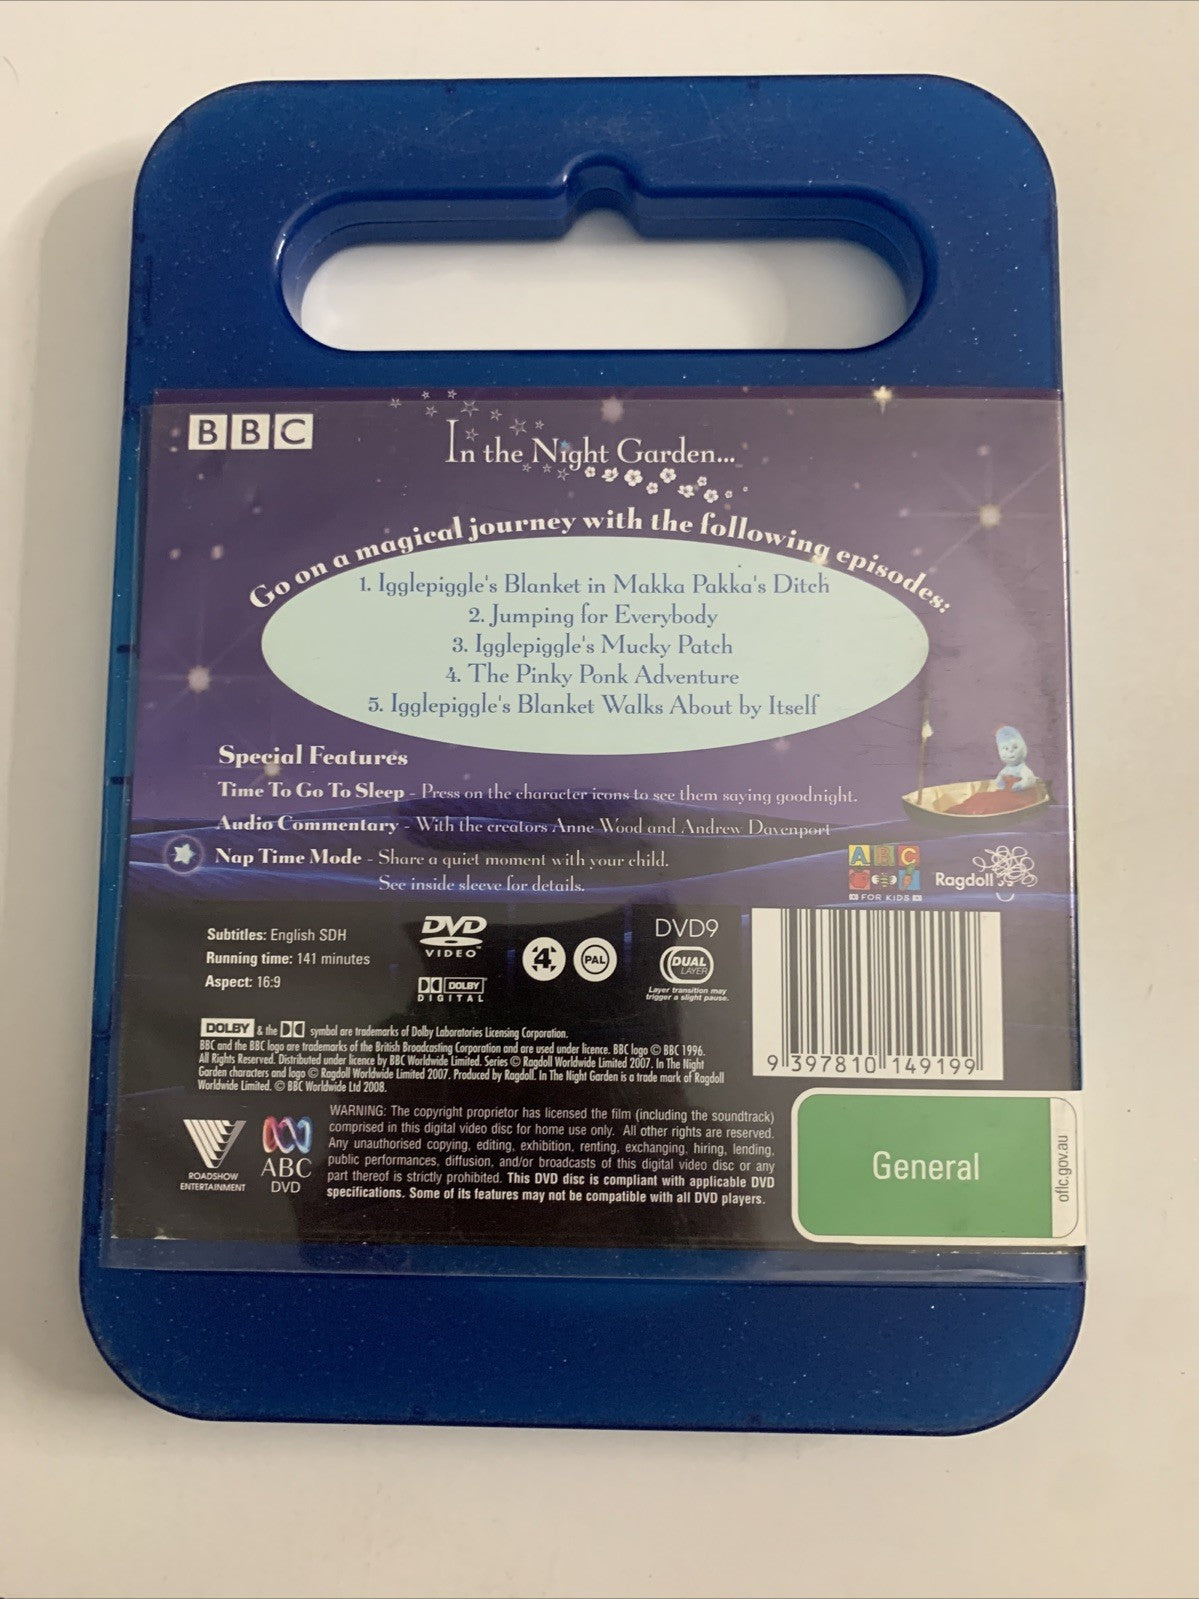 BBC
In the Night Garden...
Go on a magical journey with the following episodes:
1. Igglepiggle's Blanket in Makka Pakka's Ditch
2. Jumping for Everybody
3. Igglepiggle's Mucky Patch
4. The Pinky Ponk Adventure
5. Igglepiggle's Blanket Walks About by Itself
Special Features
Time To Go To Sleep - Press on the character icons to see them saying goodnight.
Audio Commentary - With the creators Anne Wood and Andrew Davenport
Nap Time Mode - Share a quiet moment with your child.
See inside sleeve for details.
ABC
FOR KIDS
Ragdoll
Subtitles: English SDH
Running time: 141 minutes
Aspect: 16:9
DVD
VIDEO
DOLBY
DIGITAL
4
PAL
DVD9
DUAL
LAYER
Layer transition may
trigger a slight pause.
9 397810 149199
DOLBY & the symbol are trademarks of Dolby Laboratories Licensing Corporation.
BBC and the BBC logo are trademarks of the British Broadcasting Corporation and are used under licence. BBC logo © BBC 1996.
All Rights Reserved. Distributed under licence by BBC Worldwide Limited. Series © Ragdoll Worldwide Limited 2007. In The Night
Garden characters and logo © Ragdoll Worldwide Limited 2007. Produced by Ragdoll. In The Night Garden is a trade mark of Ragdoll
Worldwide Limited. © BBC Worldwide Ltd 2008.
ROADSHOW
ENTERTAINMENT
ABC
DVD
WARNING: The copyright proprietor has licensed the film (including the soundtrack)
comprised in this digital video disc for home use only. All other rights are reserved.
Any unauthorised copying, editing, exhibition, renting, exchanging, hiring, lending,
public performances, diffusion, and/or broadcasts of this digital video disc or any
part thereof is strictly prohibited. This DVD disc is compliant with applicable DVD
specifications. Some of its features may not be compatible with all DVD players.
General
oflc.gov.au